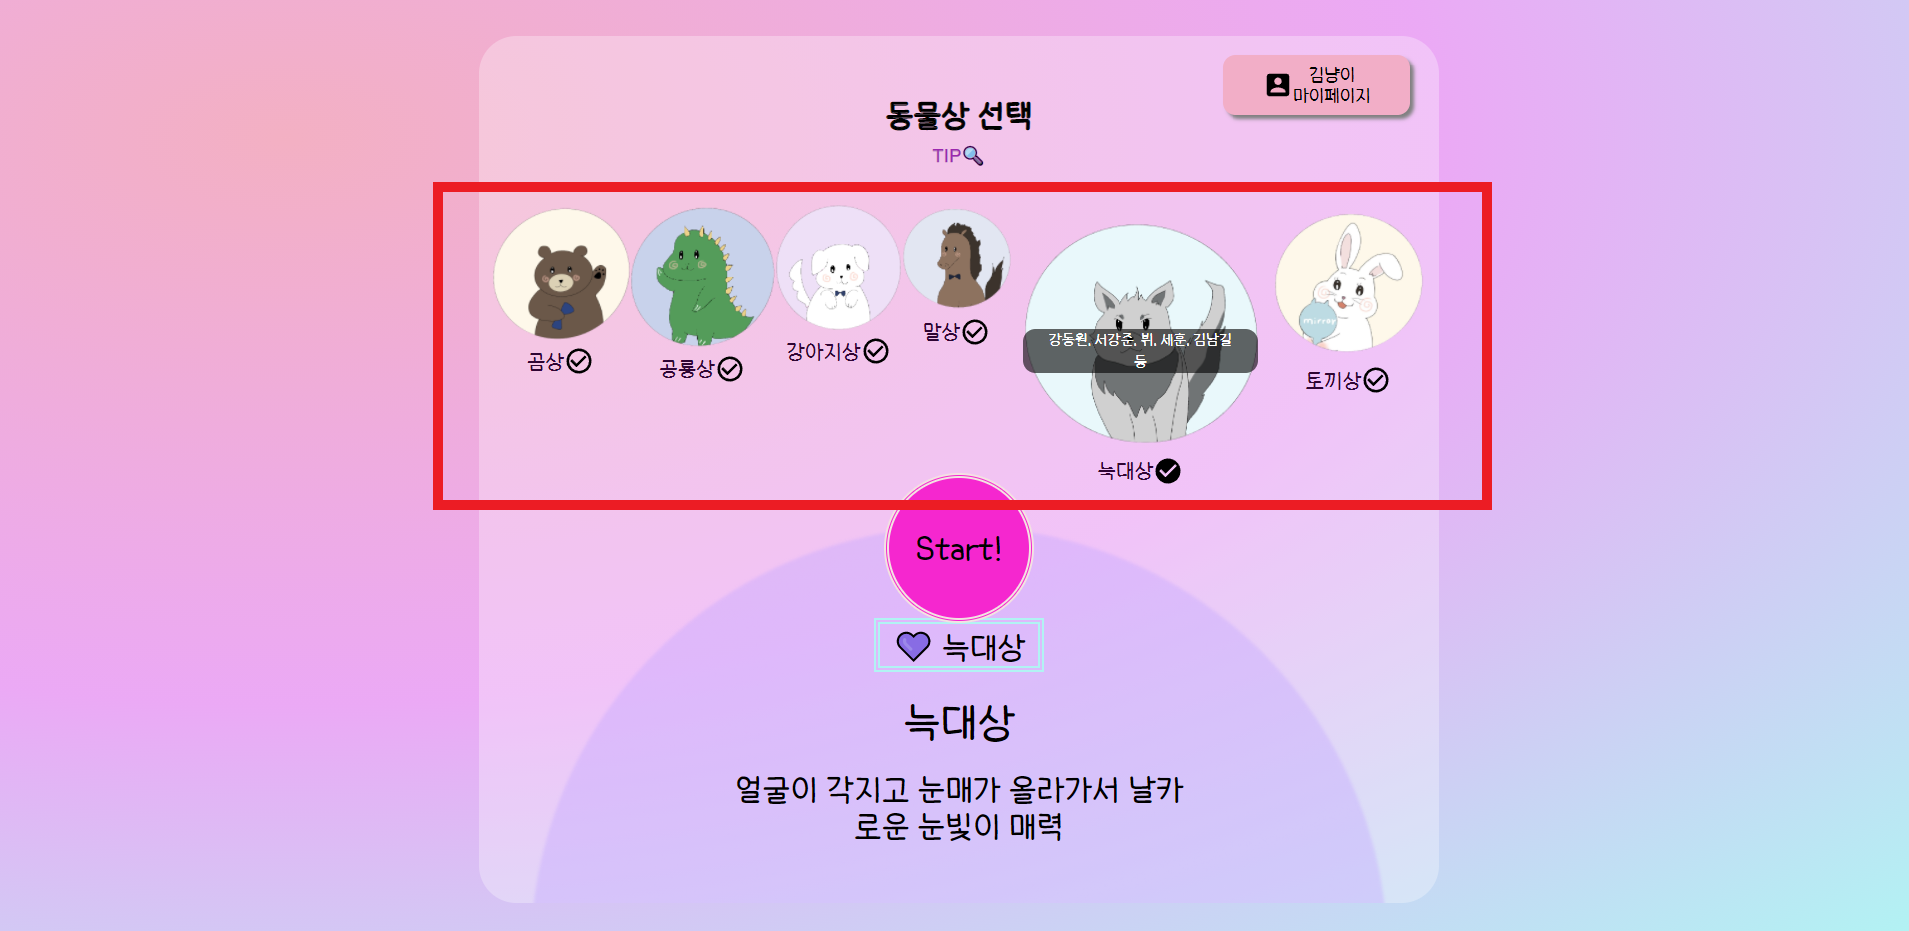 김냥이
마이페이지
동물상 선택
TIP
곰상
공룡상
강아지상
말상
강동원, 서강준, 뷔, 세훈, 김남길
등
늑대상
mirror
토끼상
Start!
늑대상
늑대상
얼굴이 각지고 눈매가 올라가서 날카
로운 눈빛이 매력